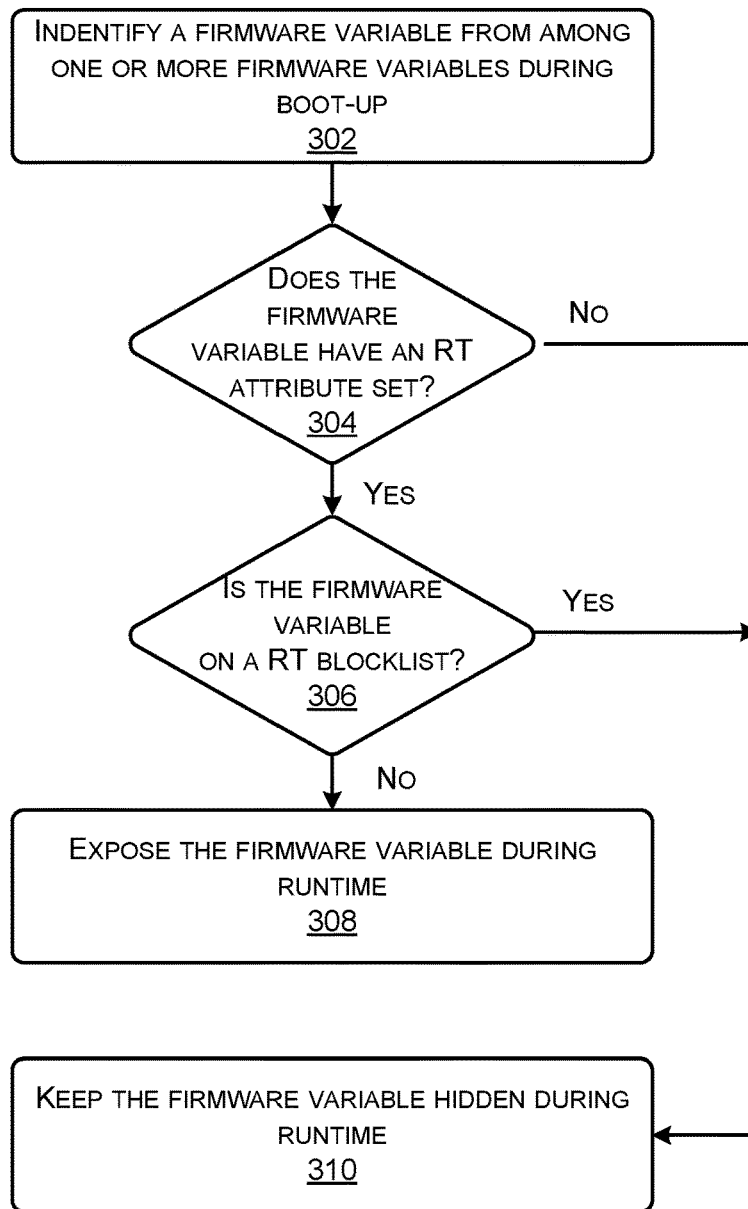 INDENTIFY A FIRMWARE VARIABLE FROM AMONG
ONE OR MORE FIRMWARE VARIABLES DURING
BOOT-UP
302
DOES THE
FIRMWARE
VARIABLE HAVE AN RT
ATTRIBUTE SET?
304
NO
YES
IS THE FIRMWARE
VARIABLE
ON A RT BLOCKLIST?
306
YES
NO
EXPOSE THE FIRMWARE VARIABLE DURING
RUNTIME
308
KEEP THE FIRMWARE VARIABLE HIDDEN DURING
RUNTIME
310